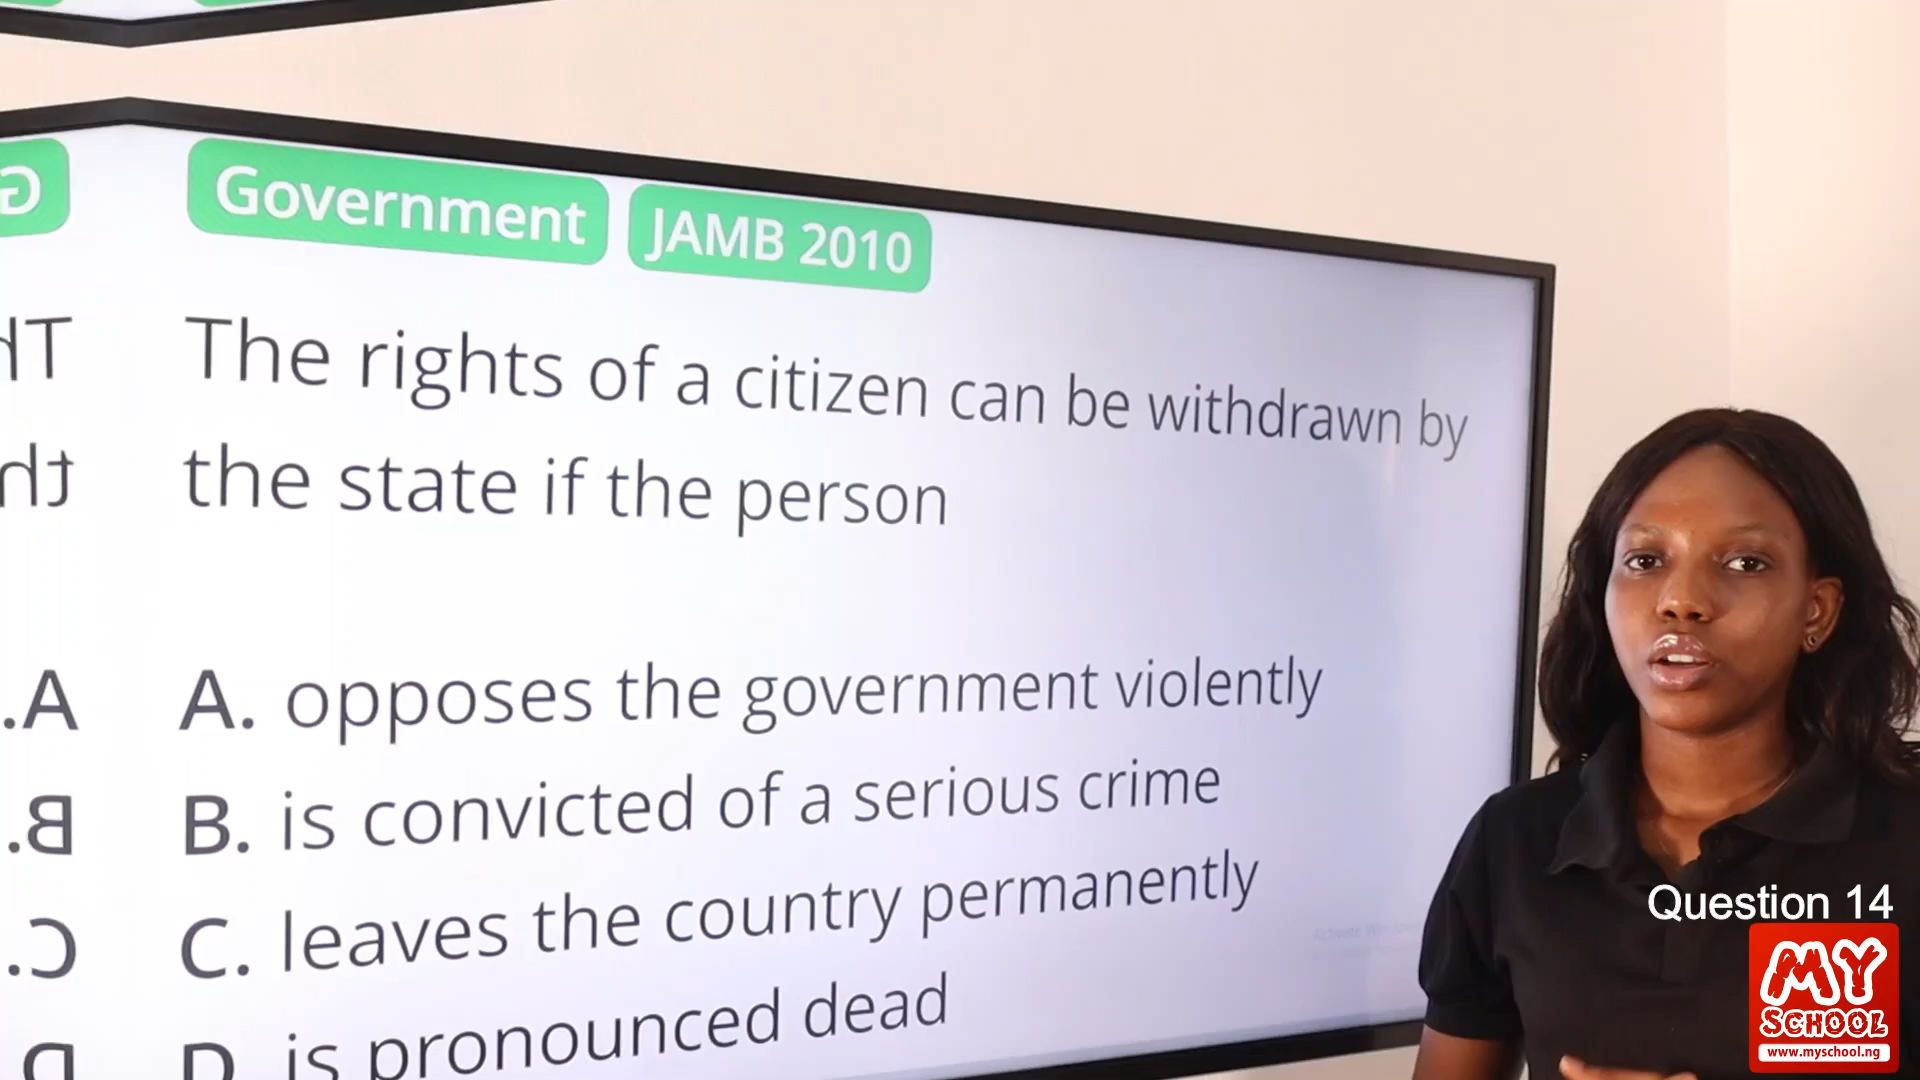 Government JAMB 2010
The rights of a citizen can be withdrawn by
the state if the person
A. opposes the government violently
B. is convicted of a serious crime
C. leaves the country permanently
D. is pronounced dead
Question 14
MY
SCHOOL
www.myschool.ng